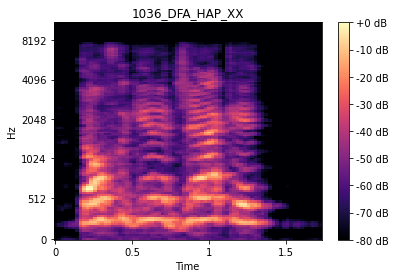 1036_DFA_HAP_XX
Hz
8192
4096
2048
1024
512
0
0
0.5
1
1.5
Time
+0 dB
-10 dB
-20 dB
-30 dB
-40 dB
-50 dB
-60 dB
-70 dB
-80 dB